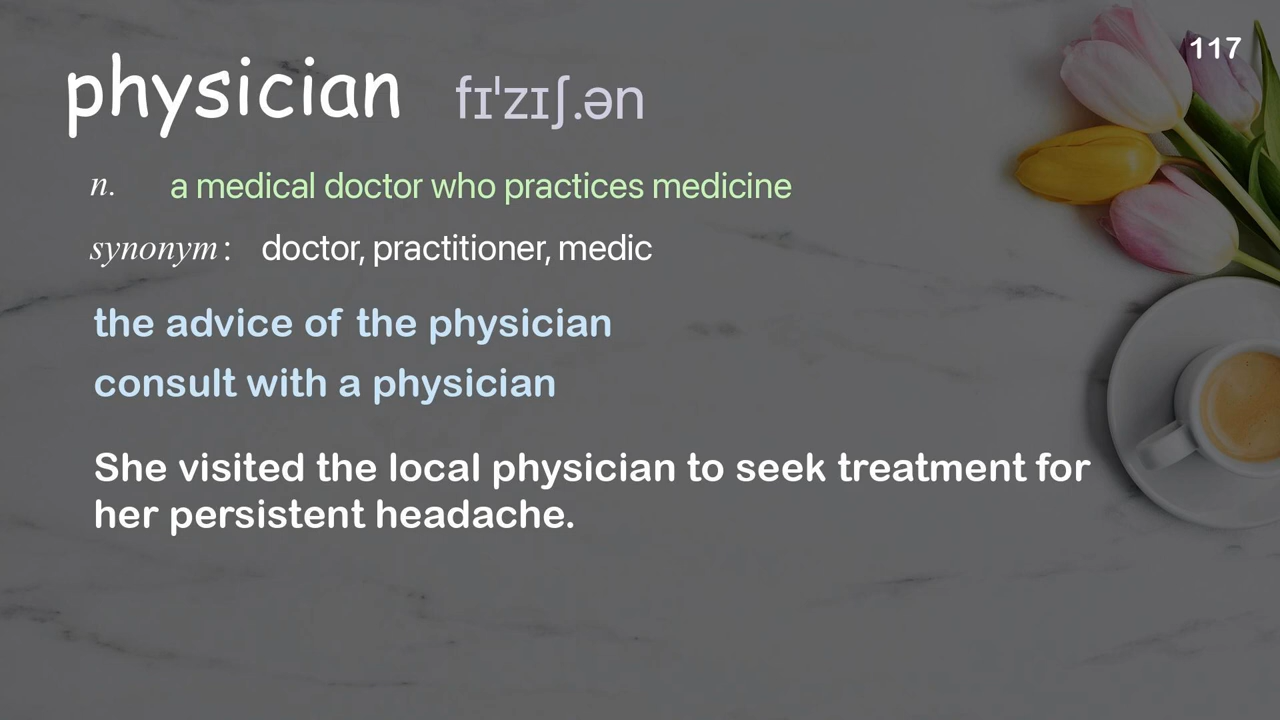 117
physician fɪˈzɪʃ.ən
n. a medical doctor who practices medicine
synonym : doctor, practitioner, medic
the advice of the physician
consult with a physician
She visited the local physician to seek treatment for
her persistent headache.